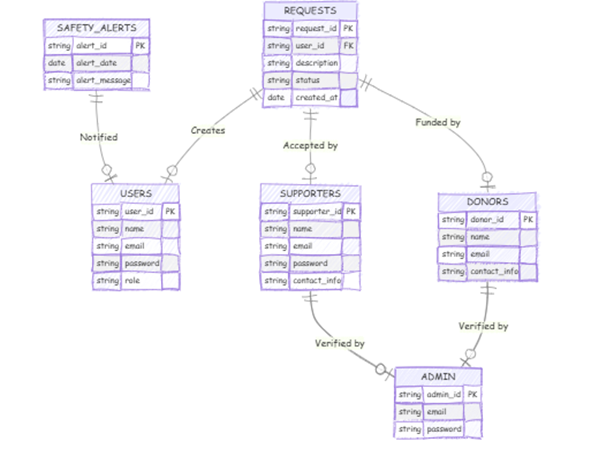 REQUESTS
string request_id PK
string user_id FK
string description
string status
date created_at
SAFETY_ALERTS
string alert_id PK
date alert_date
string alert_message
Notified
Creates
Accepted by
Funded by
USERS
string user_id PK
string name
string email
string password
string role
SUPPORTERS
string supporter_id PK
string name
string email
string password
string contact_info
DONORS
string donor_id PK
string name
string email
string contact_info
Verified by
Verified by
ADMIN
string admin_id PK
string email
string password